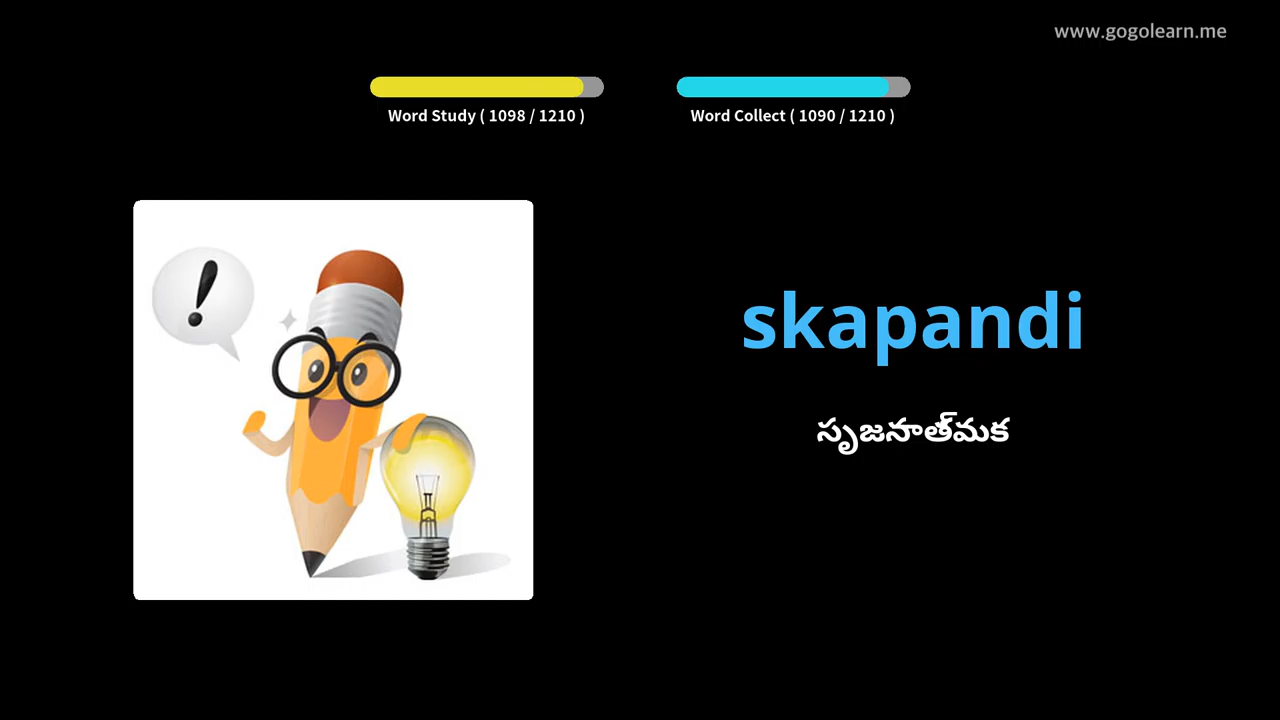 www.gogolearn.me
Word Study ( 1098 / 1210 )
Word Collect ( 1090 / 1210 )
!
skapandi
సృజనాత్మక